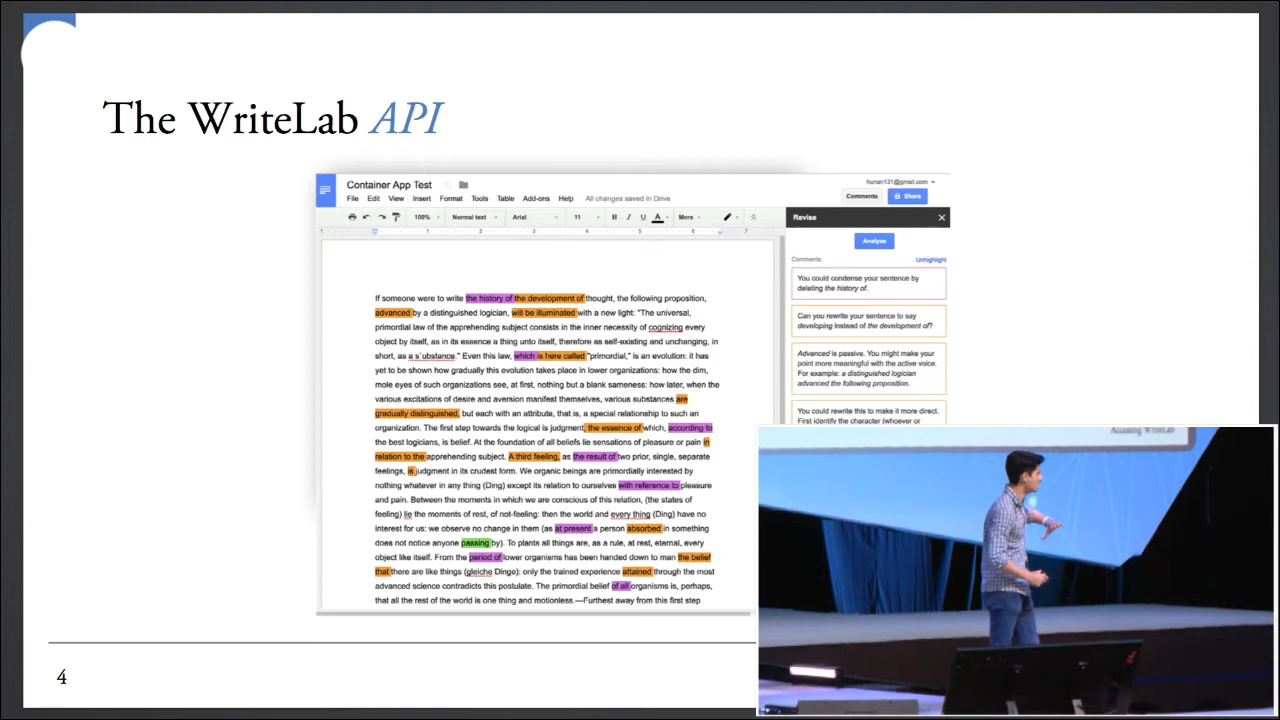 The WriteLab API
Container App Test
hunan131@gmail.com
File Edit View Insert Format Tools Table Add-ons Help All changes saved in Drive
Comments Share
100% Normal text Arial 11 B I U A More
Revise
1 1 2 3 4 5 6 7
Analyze
Comments: Unhighlight
You could condense your sentence by
deleting the history of.
Can you rewrite your sentence to say
developing instead of the development of?
Advanced is passive. You might make your
point more meaningful with the active voice.
For example: a distinguished logician
advanced the following proposition.
You could rewrite this to make it more direct.
First identify the character (whoever or
If someone were to write the history of the development of thought, the following proposition,
advanced by a distinguished logician, will be illuminated with a new light: "The universal,
primordial law of the apprehending subject consists in the inner necessity of cognizing every
object by itself, as in its essence a thing unto itself, therefore as self-existing and unchanging, in
short, as a s`ubstance." Even this law, which is here called "primordial," is an evolution: it has
yet to be shown how gradually this evolution takes place in lower organizations: how the dim,
mole eyes of such organizations see, at first, nothing but a blank sameness: how later, when the
various excitations of desire and aversion manifest themselves, various substances are
gradually distinguished, but each with an attribute, that is, a special relationship to such an
organization. The first step towards the logical is judgment, the essence of which, according to
the best logicians, is belief. At the foundation of all beliefs lie sensations of pleasure or pain in
relation to the apprehending subject. A third feeling, as the result of two prior, single, separate
feelings, is judgment in its crudest form. We organic beings are primordially interested by
nothing whatever in any thing (Ding) except its relation to ourselves with reference to pleasure
and pain. Between the moments in which we are conscious of this relation, (the states of
feeling) lie the moments of rest, of not-feeling: then the world and every thing (Ding) have no
interest for us: we observe no change in them (as at present a person absorbed in something
does not notice anyone passing by). To plants all things are, as a rule, at rest, eternal, every
object like itself. From the period of lower organisms has been handed down to man the belief
that there are like things (gleiche Dinge): only the trained experience attained through the most
advanced science contradicts this postulate. The primordial belief of all organisms is, perhaps,
that all the rest of the world is one thing and motionless.—Furthest away from this first step
Accessing WriteLab
4